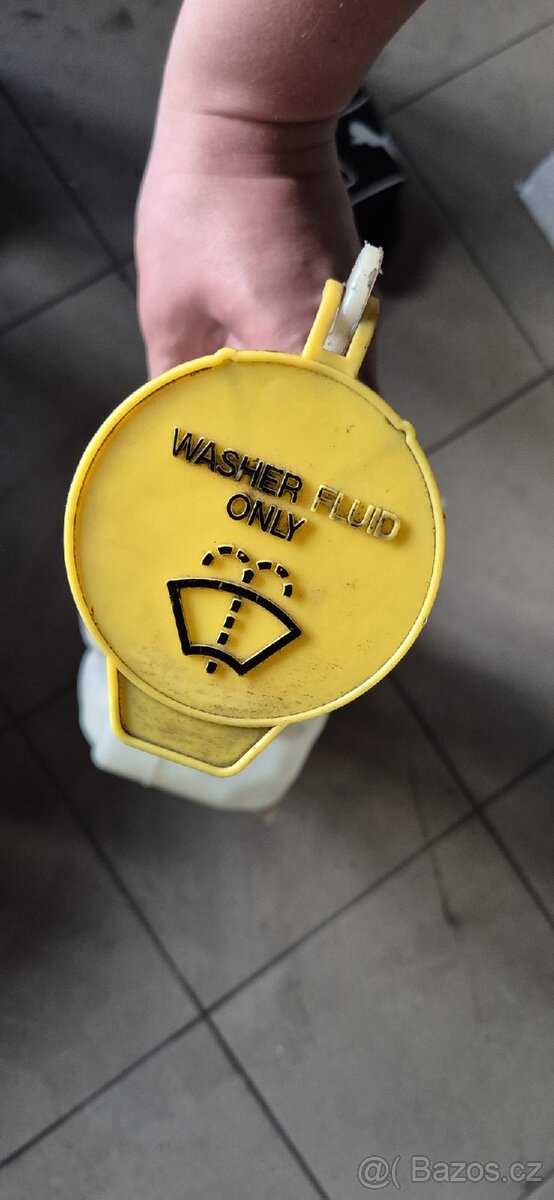 WASHER FLUID
ONLY
@( Bazos.cz